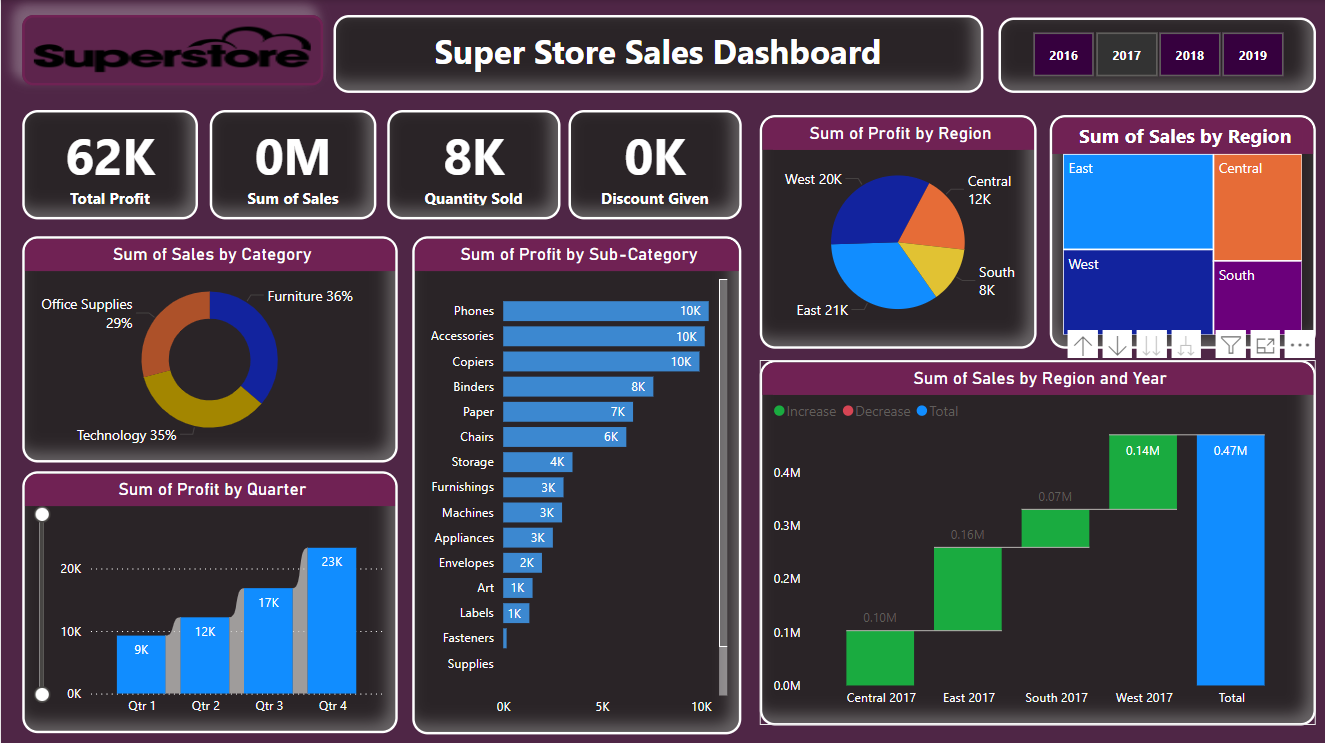 Superstore
Super Store Sales Dashboard
2016
2017
2018
2019
62K
Total Profit
0M
Sum of Sales
8K
Quantity Sold
0K
Discount Given
Sum of Profit by Region
West 20K
Central
12K
South
8K
East 21K
Sum of Sales by Region
East
Central
West
South
Sum of Sales by Category
Office Supplies
29%
Furniture 36%
Technology 35%
Sum of Profit by Sub-Category
Phones
10K
Accessories
10K
Copiers
10K
Binders
8K
Paper
7K
Chairs
6K
Storage
4K
Furnishings
3K
Machines
3K
Appliances
3K
Envelopes
2K
Art
1K
Labels
1K
Fasteners
Supplies
0K
5K
10K
Sum of Profit by Quarter
20K
10K
0K
9K
12K
17K
23K
Qtr 1
Qtr 2
Qtr 3
Qtr 4
Sum of Sales by Region and Year
Increase
Decrease
Total
0.4M
0.3M
0.2M
0.1M
0.0M
0.10M
0.16M
0.07M
0.14M
0.47M
Central 2017
East 2017
South 2017
West 2017
Total